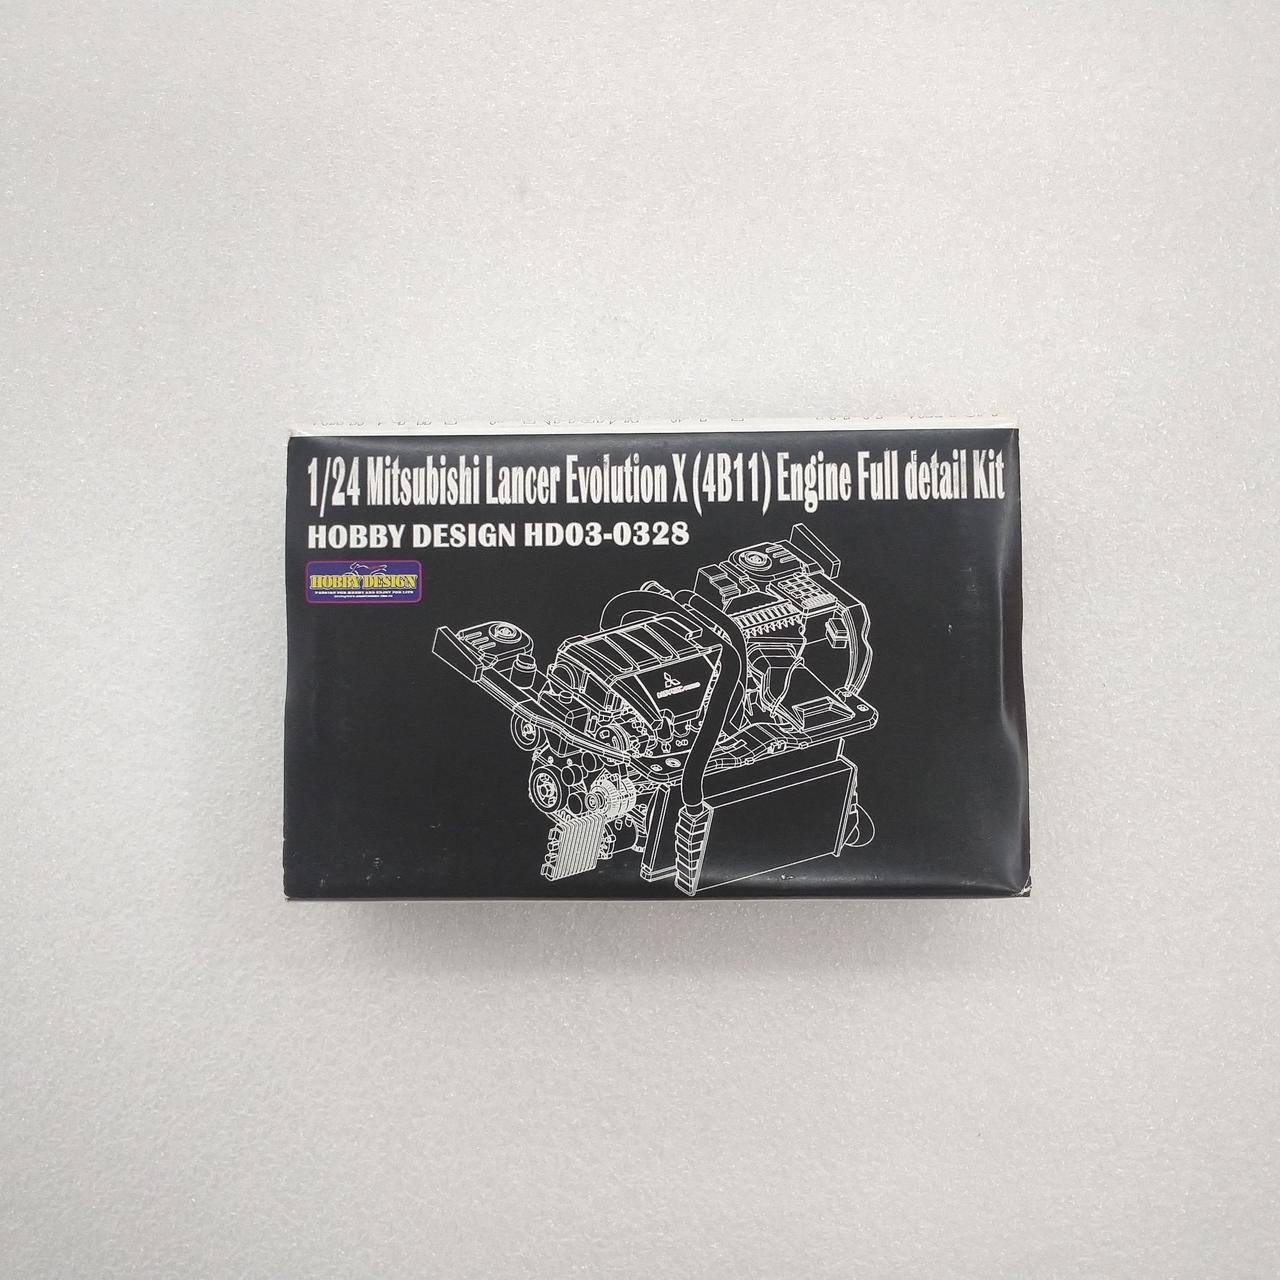 1/24 Mitsubishi Lancer Evolution X (4B11) Engine Full detail Kit
HOBBY DESIGN HD03-0328
HOBBY DESIGN